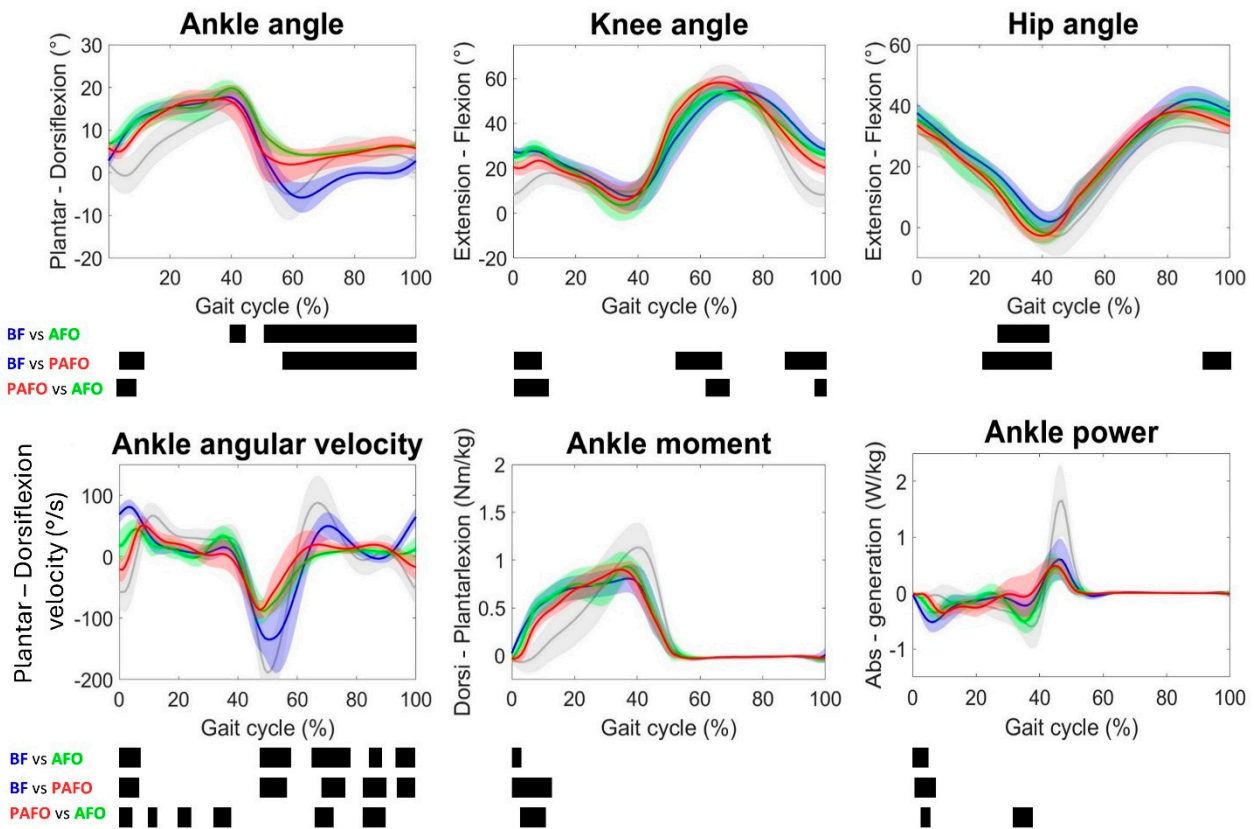 Ankle angle
Plantar - Dorsiflexion (°)
30
20
10
0
-10
-20
20 40 60 80 100
Gait cycle (%)
Knee angle
Extension - Flexion (°)
60
40
20
0
-20
0 20 40 60 80 100
Gait cycle (%)
Hip angle
Extension - Flexion (°)
60
40
20
0
0 20 40 60 80 100
Gait cycle (%)
BF vs AFO
BF vs PAFO
PAFO vs AFO
Ankle angular velocity
Plantar – Dorsiflexion
velocity (°/s)
100
0
-100
-200
0 20 40 60 80 100
Gait cycle (%)
Ankle moment
Dorsi - Plantarlexion (Nm/kg)
2
1.5
1
0.5
0
0 20 40 60 80 100
Gait cycle (%)
Ankle power
Abs - generation (W/kg)
2
1
0
-1
0 20 40 60 80 100
Gait cycle (%)
BF vs AFO
BF vs PAFO
PAFO vs AFO